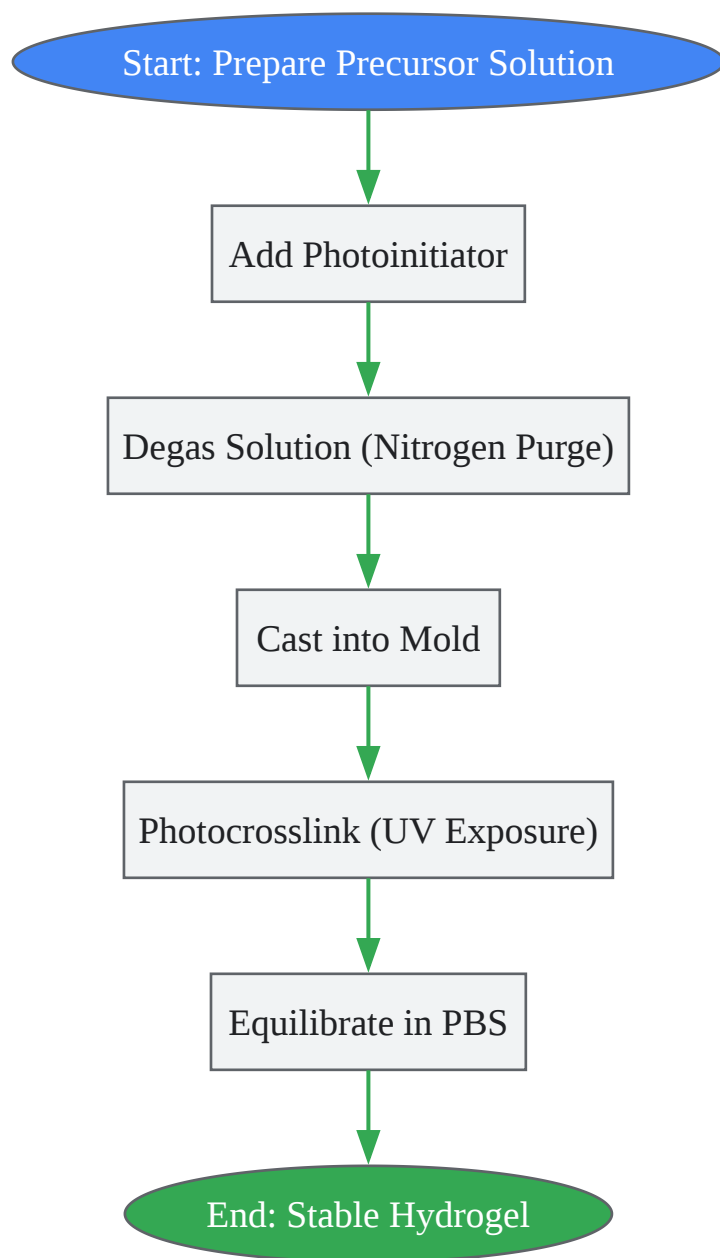 Start: Prepare Precursor Solution
Add Photoinitiator
Degas Solution (Nitrogen Purge)
Cast into Mold
Photocrosslink (UV Exposure)
Equilibrate in PBS
End: Stable Hydrogel